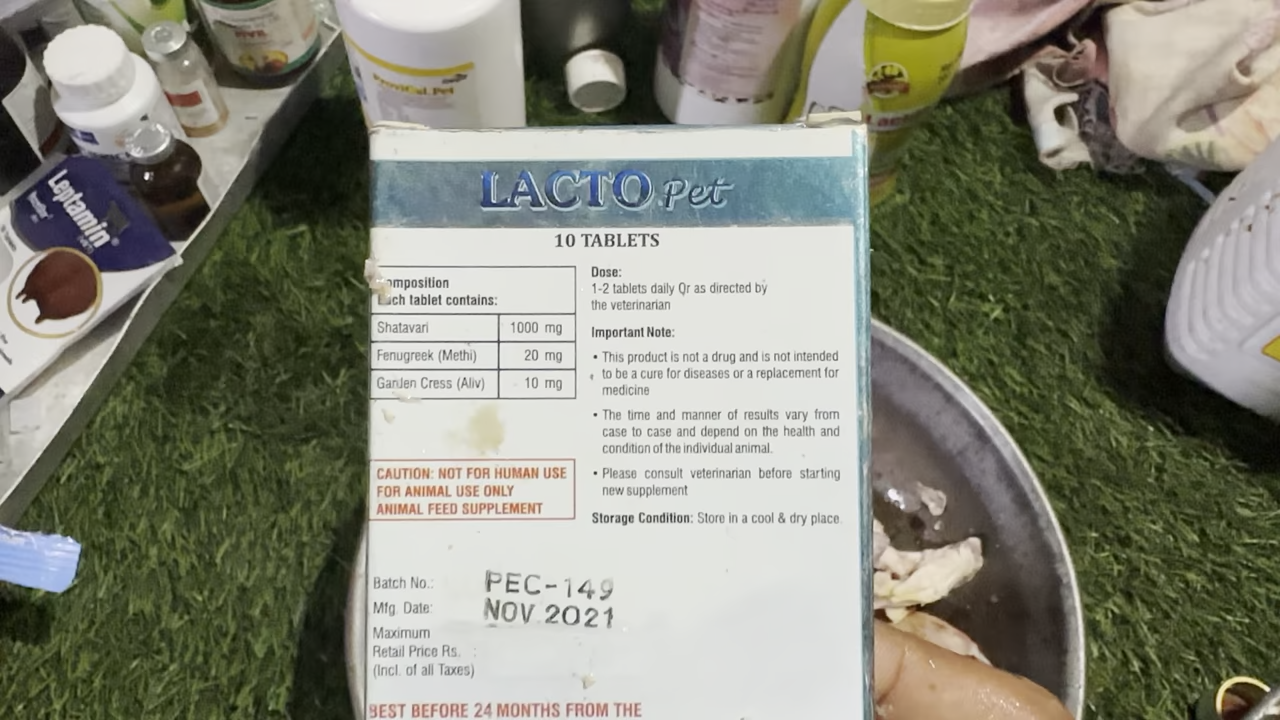 ProviCal Pet
Leptamin
LACTO Pet
10 TABLETS
omposition
Each tablet contains:
Shatavari 1000 mg
Fenugreek (Methi) 20 mg
Garden Cress (Aliv) 10 mg
CAUTION: NOT FOR HUMAN USE
FOR ANIMAL USE ONLY
ANIMAL FEED SUPPLEMENT
Dose:
1-2 tablets daily Or as directed by
the veterinarian
Important Note:
• This product is not a drug and is not intended
to be a cure for diseases or a replacement for
medicine
• The time and manner of results vary from
case to case and depend on the health and
condition of the individual animal.
• Please consult veterinarian before starting
new supplement
Storage Condition: Store in a cool & dry place.
Batch No.: PEC-149
Mfg. Date: NOV 2021
Maximum
Retail Price Rs. :
(Incl. of all Taxes)
BEST BEFORE 24 MONTHS FROM THE